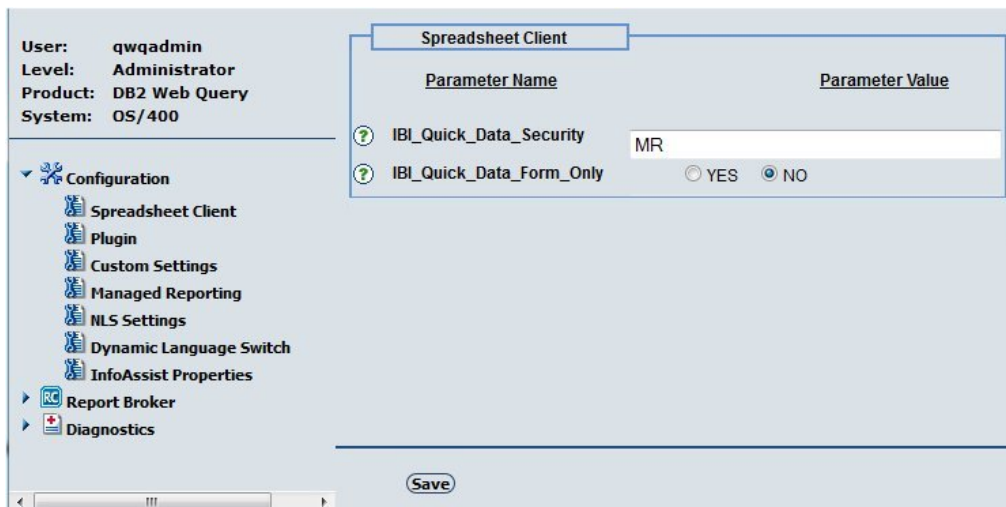 User: qwqadmin
Level: Administrator
Product: DB2 Web Query
System: OS/400
Configuration
Spreadsheet Client
Plugin
Custom Settings
Managed Reporting
NLS Settings
Dynamic Language Switch
InfoAssist Properties
RC Report Broker
Diagnostics
Spreadsheet Client
Parameter Name Parameter Value
? IBI_Quick_Data_Security MR
? IBI_Quick_Data_Form_Only YES NO
Save